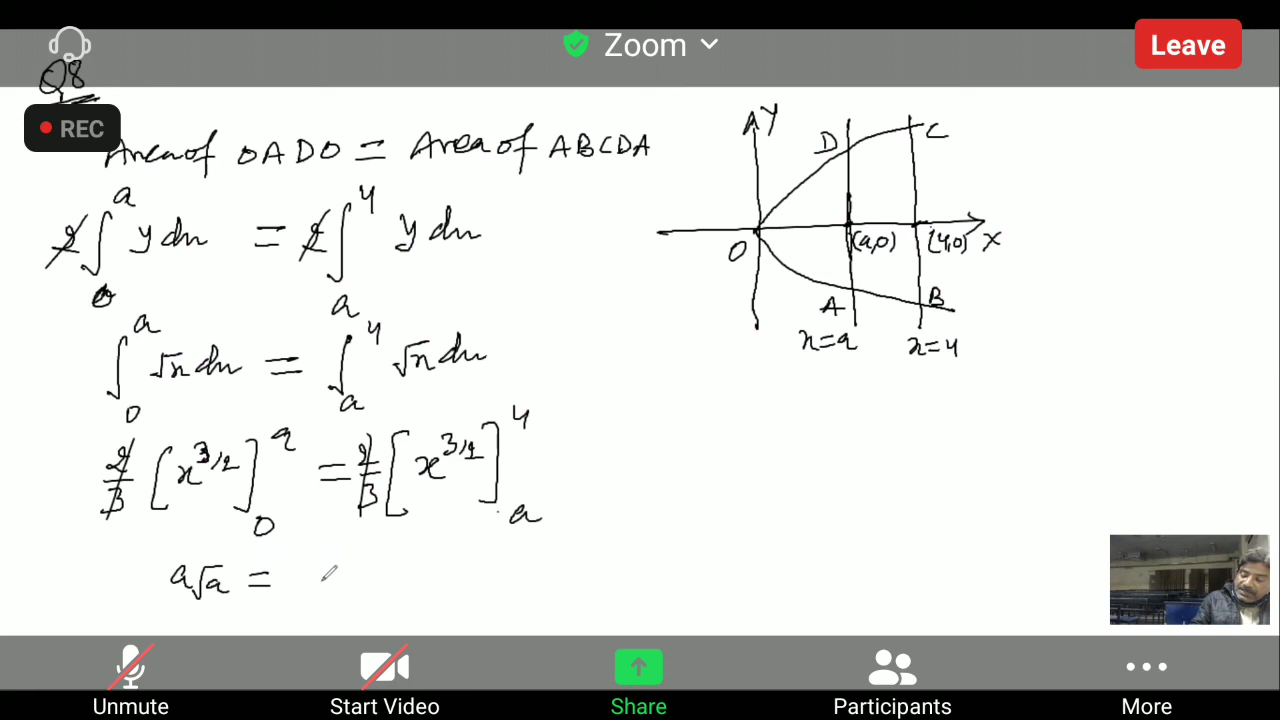 Zoom
Leave
Q8
REC
Area of OADO = Area of ABCDA
2∫₀ᵃ y dx = 2∫ₐ⁴ y dx
∫₀ᵃ √x dx = ∫ₐ⁴ √x dx
2/3 [x^3/2]₀ᵃ = 2/3 [x^3/2]ₐ⁴
a√a =
Y
D
C
O
(a,0)
(4,0)
X
A
B
x=a
x=4
Unmute
Start Video
Share
Participants
More